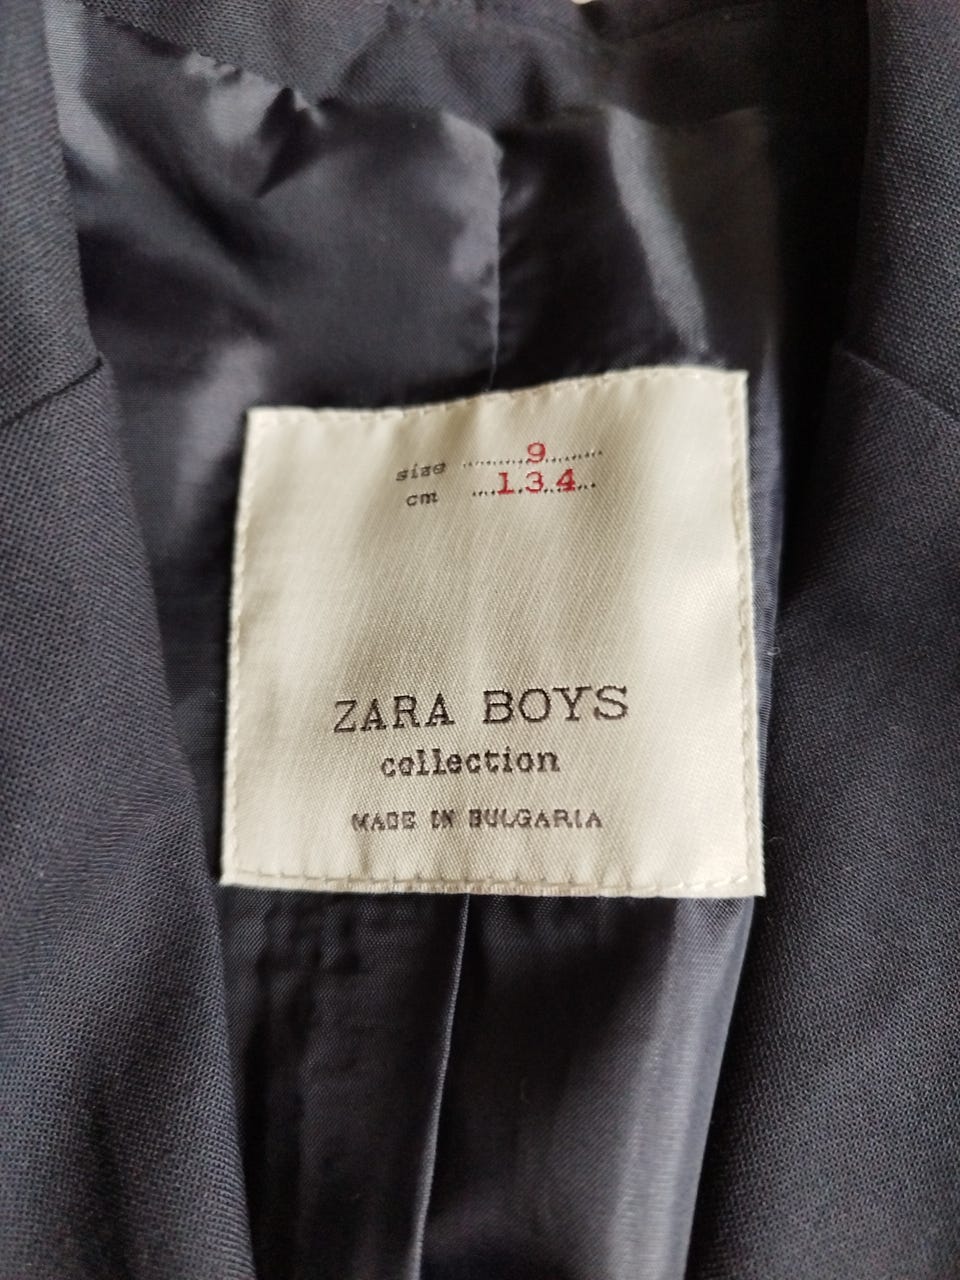 size 9
cm 134
ZARA BOYS
collection
MADE IN BULGARIA